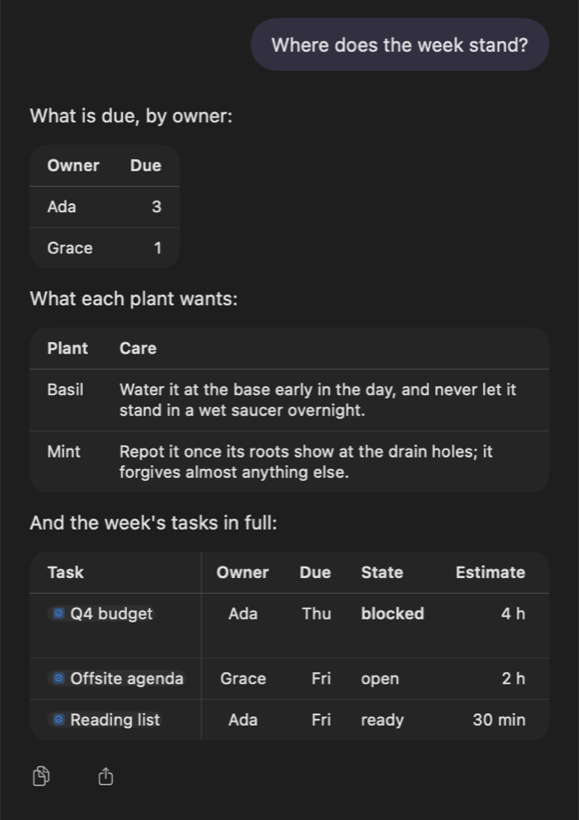 Where does the week stand?
What is due, by owner:
Owner Due
Ada 3
Grace 1
What each plant wants:
Plant Care
Basil Water it at the base early in the day, and never let it
stand in a wet saucer overnight.
Mint Repot it once its roots show at the drain holes; it
forgives almost anything else.
And the week's tasks in full:
Task Owner Due State Estimate
Q4 budget Ada Thu blocked 4 h
Offsite agenda Grace Fri open 2 h
Reading list Ada Fri ready 30 min